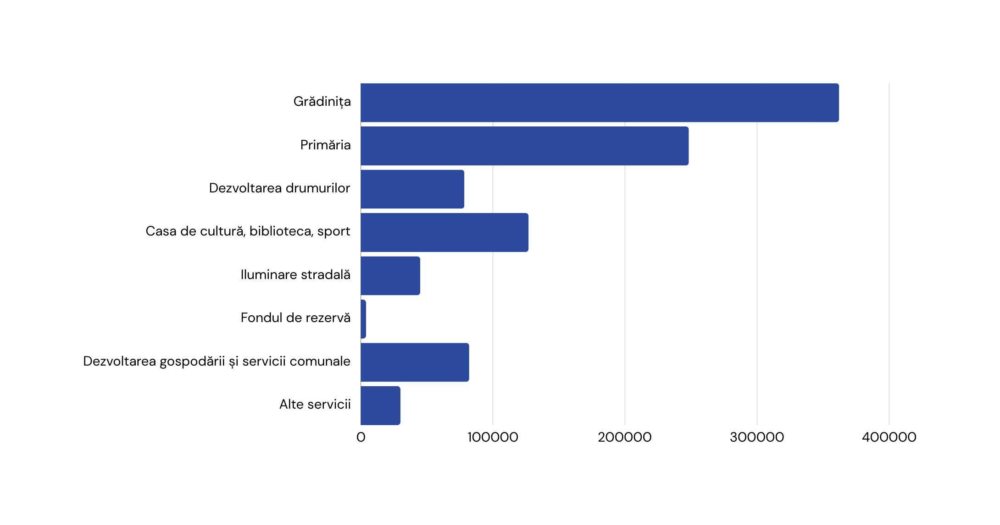 Grădinița
Primăria
Dezvoltarea drumurilor
Casa de cultură, biblioteca, sport
Iluminare stradală
Fondul de rezervă
Dezvoltarea gospodării și servicii comunale
Alte servicii
0 100000 200000 300000 400000